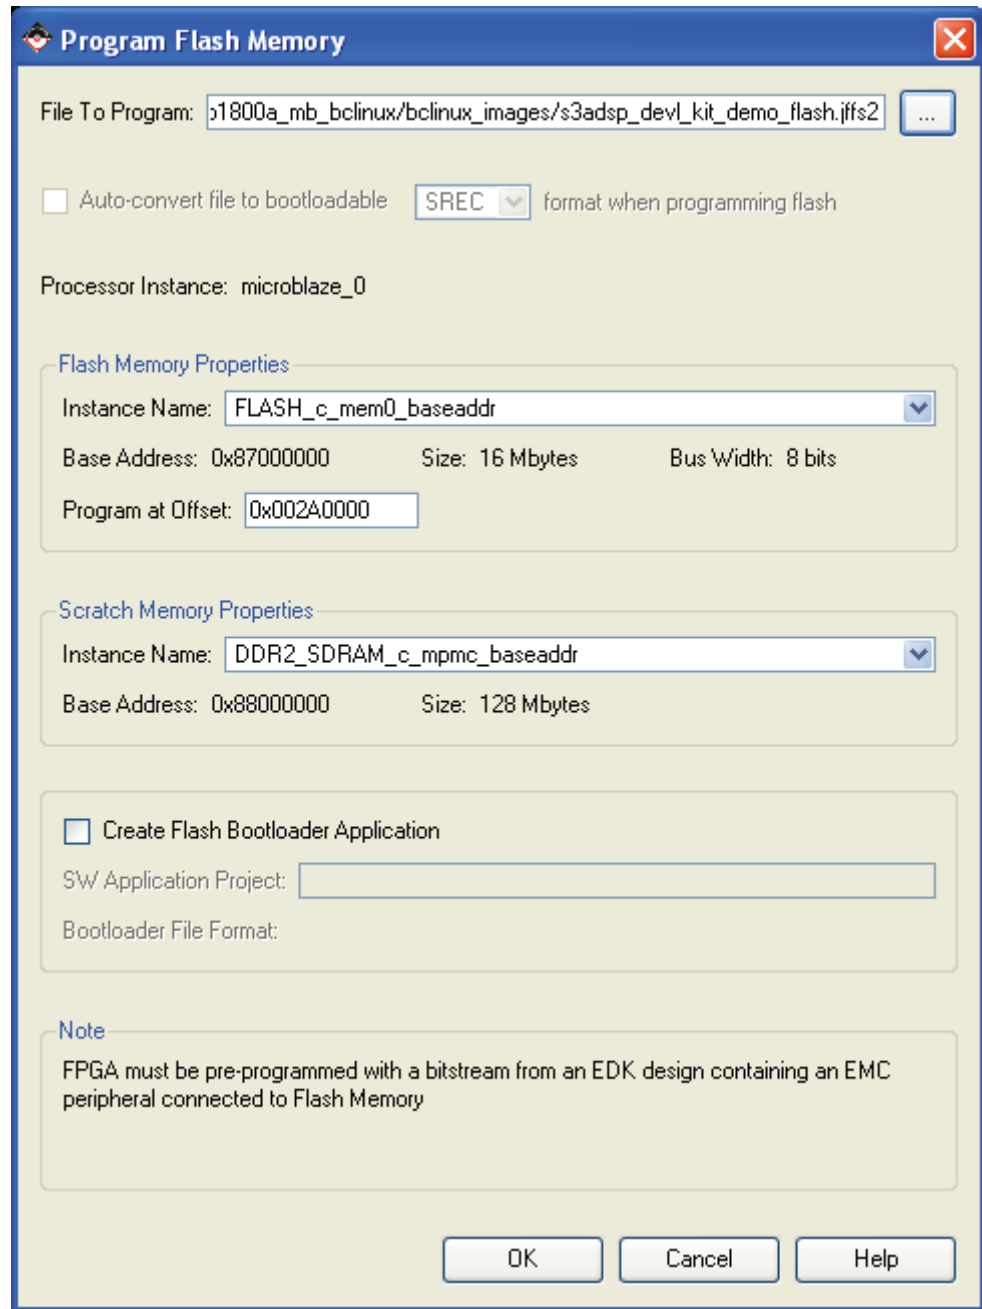 Program Flash Memory
File To Program: o1800a_mb_bclinux/bclinux_images/s3adsp_devl_kit_demo_flash.jffs2 ...
Auto-convert file to bootloadable SREC format when programming flash
Processor Instance: microblaze_0
Flash Memory Properties
Instance Name: FLASH_c_mem0_baseaddr
Base Address: 0x87000000 Size: 16 Mbytes Bus Width: 8 bits
Program at Offset: 0x002A0000
Scratch Memory Properties
Instance Name: DDR2_SDRAM_c_mpmc_baseaddr
Base Address: 0x88000000 Size: 128 Mbytes
Create Flash Bootloader Application
SW Application Project:
Bootloader File Format:
Note
FPGA must be pre-programmed with a bitstream from an EDK design containing an EMC
peripheral connected to Flash Memory
OK Cancel Help